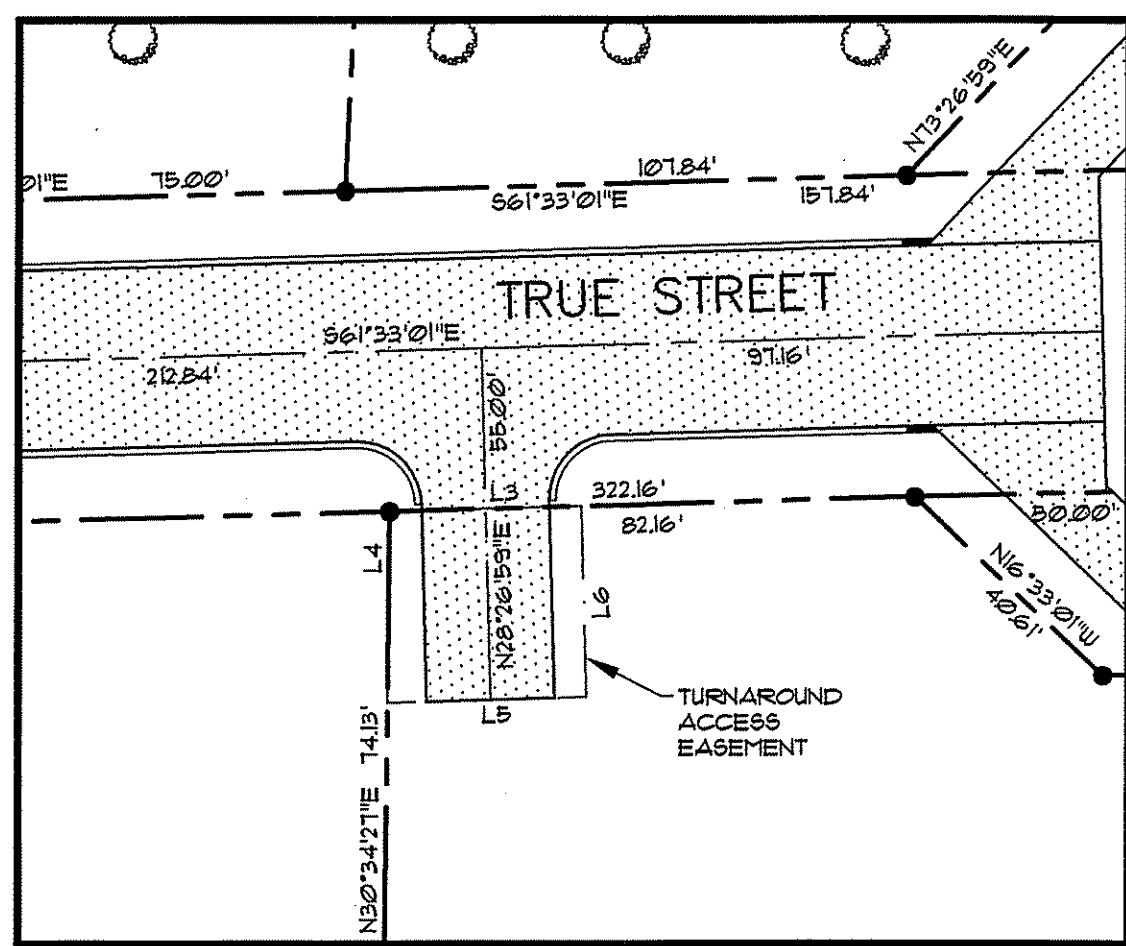 N73°26'59"E
01"E
75.00'
107.84'
S61°33'01"E
157.84'
TRUE STREET
S61°33'01"E
97.16'
212.84'
55.00'
L3
322.16'
82.16'
50.00'
L4
N28°26'59"E
L6
N16°33'01"W
40.61'
L5
TURNAROUND
ACCESS
EASEMENT
N30°34'27"E 74.13'